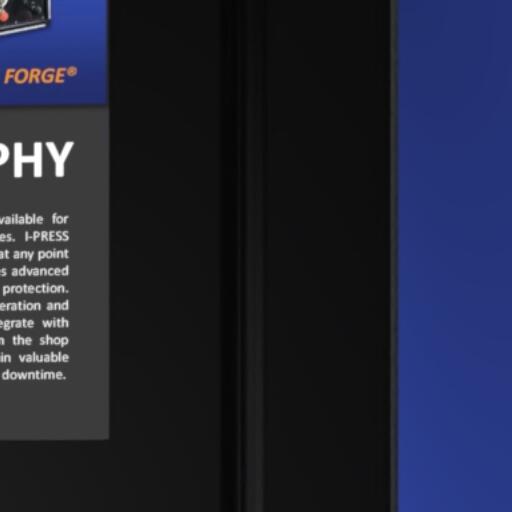 FORGE®
PHY
vailable for
es. I-PRESS
at any point
s advanced
protection.
eration and
egrate with
n the shop
in valuable
downtime.